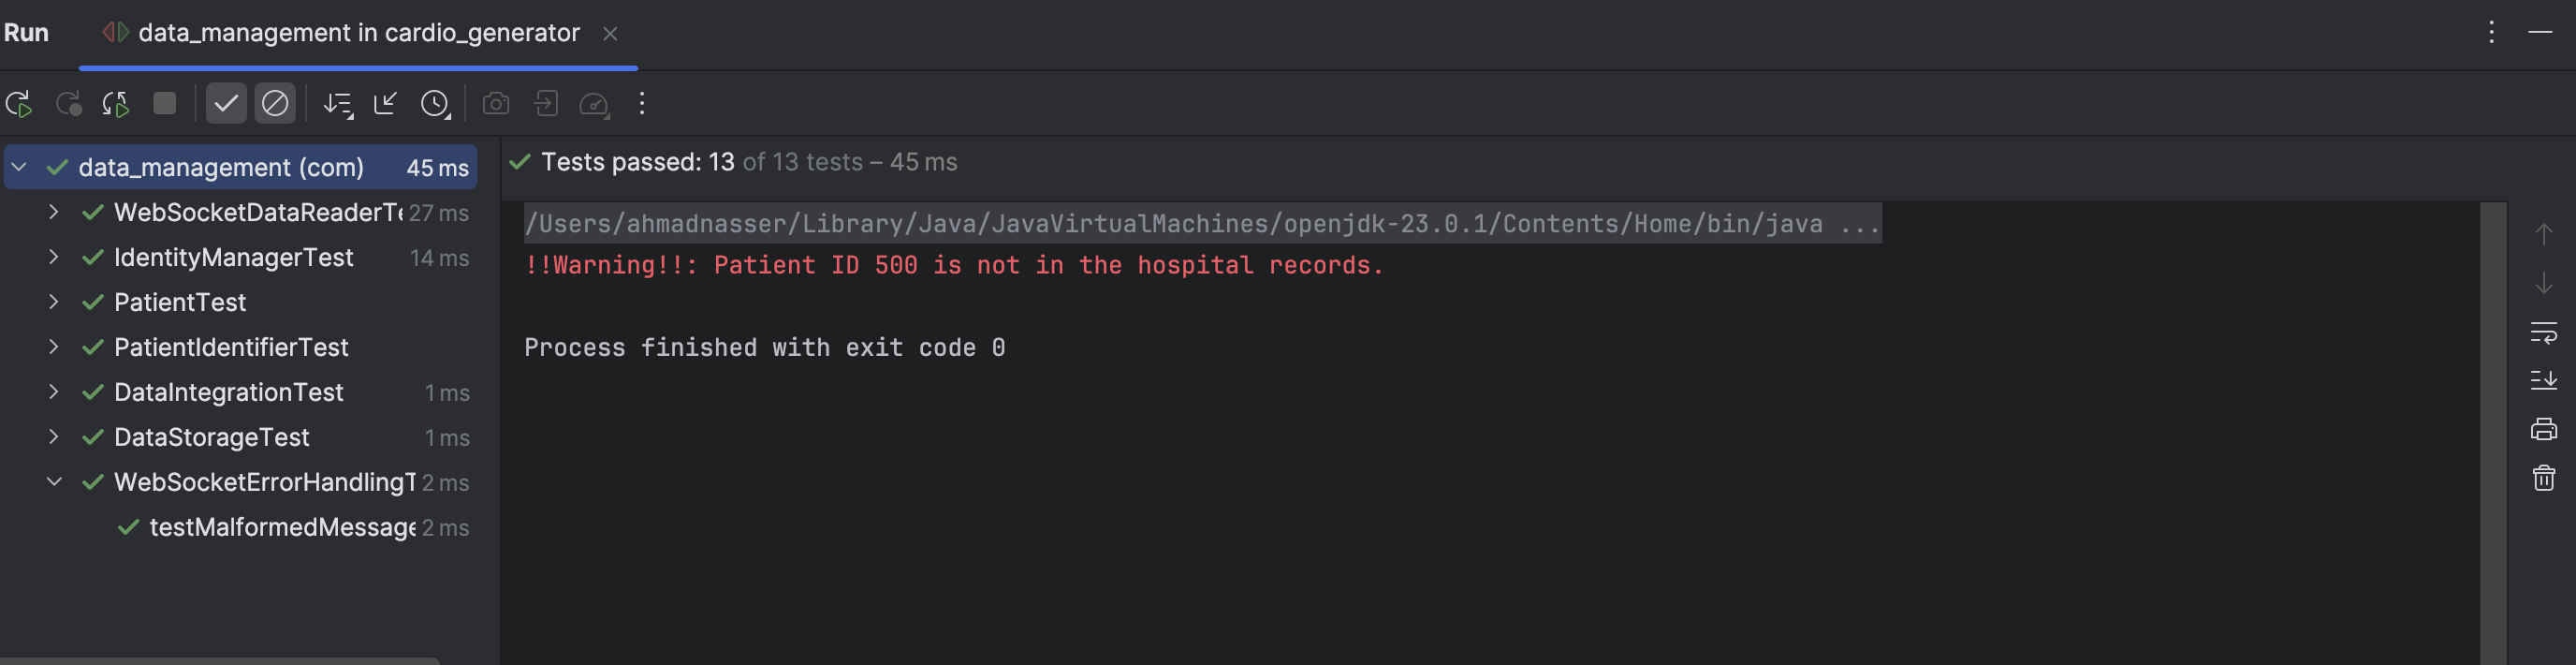 Run data_management in cardio_generator
data_management (com) 45 ms
WebSocketDataReaderTe 27 ms
IdentityManagerTest 14 ms
PatientTest
PatientIdentifierTest
DataIntegrationTest 1 ms
DataStorageTest 1 ms
WebSocketErrorHandlingT 2 ms
testMalformedMessage 2 ms
Tests passed: 13 of 13 tests – 45 ms
/Users/ahmadnasser/Library/Java/JavaVirtualMachines/openjdk-23.0.1/Contents/Home/bin/java ...
!!Warning!!: Patient ID 500 is not in the hospital records.
Process finished with exit code 0